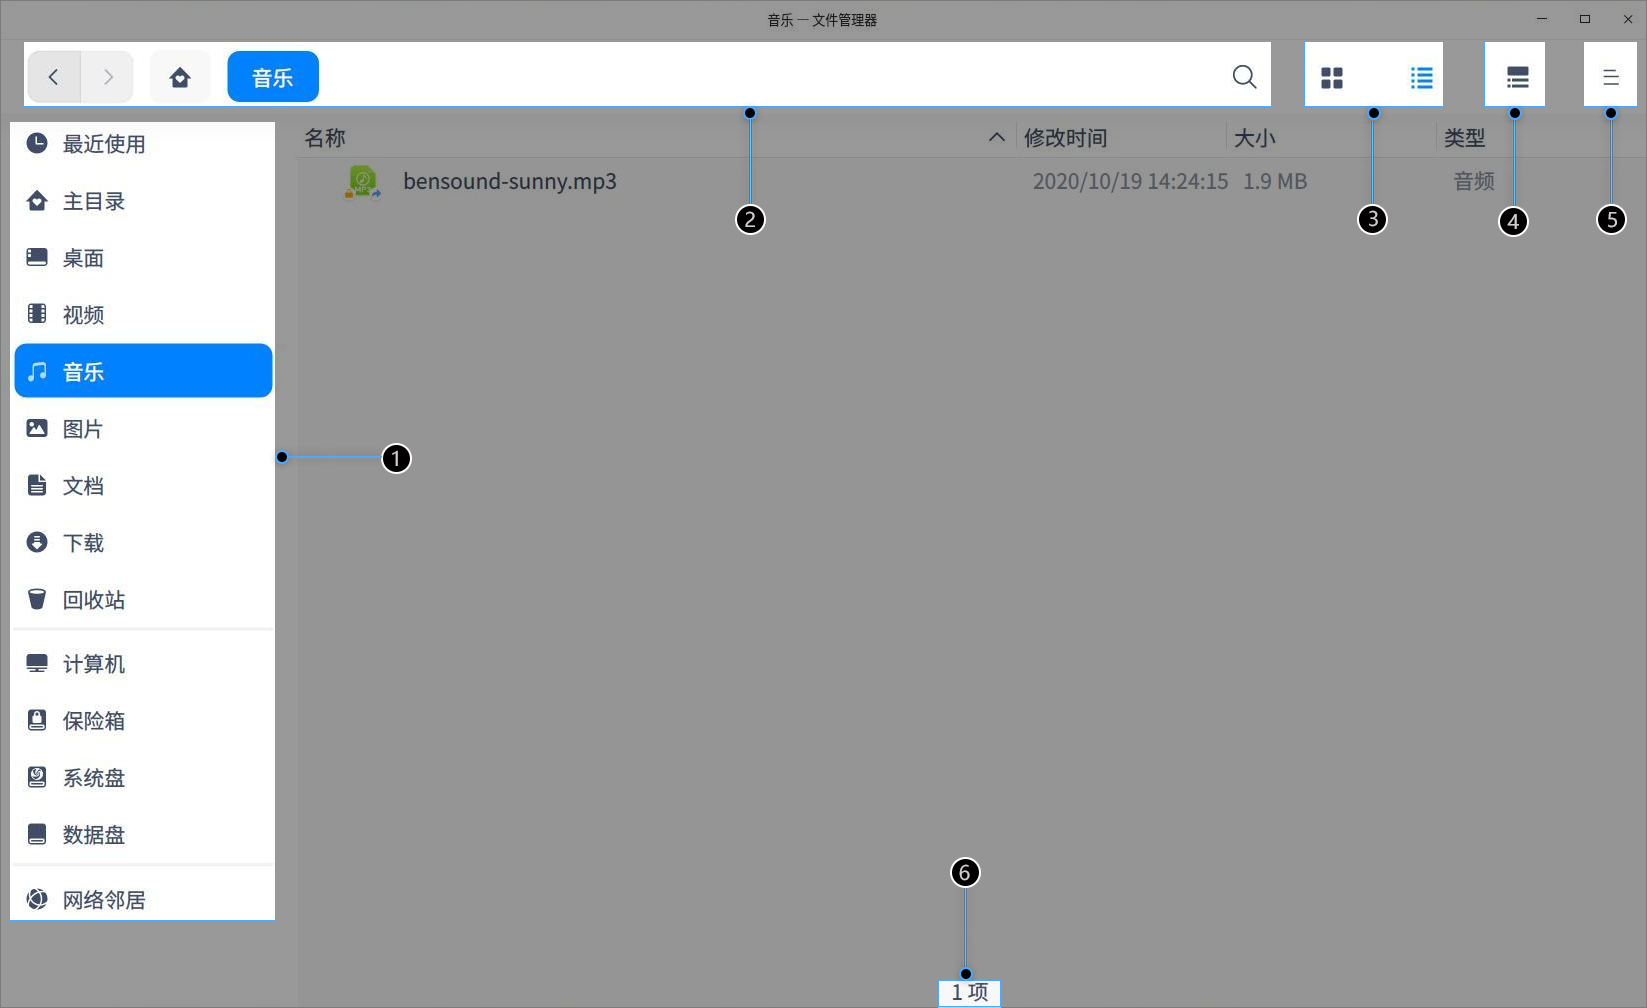 音乐 — 文件管理器
音乐
名称 修改时间 大小 类型
bensound-sunny.mp3 2020/10/19 14:24:15 1.9 MB 音频
MP3
最近使用
主目录
桌面
视频
音乐
图片
文档
下载
回收站
计算机
保险箱
系统盘
数据盘
网络邻居
1
2
3
4
5
6
1 项